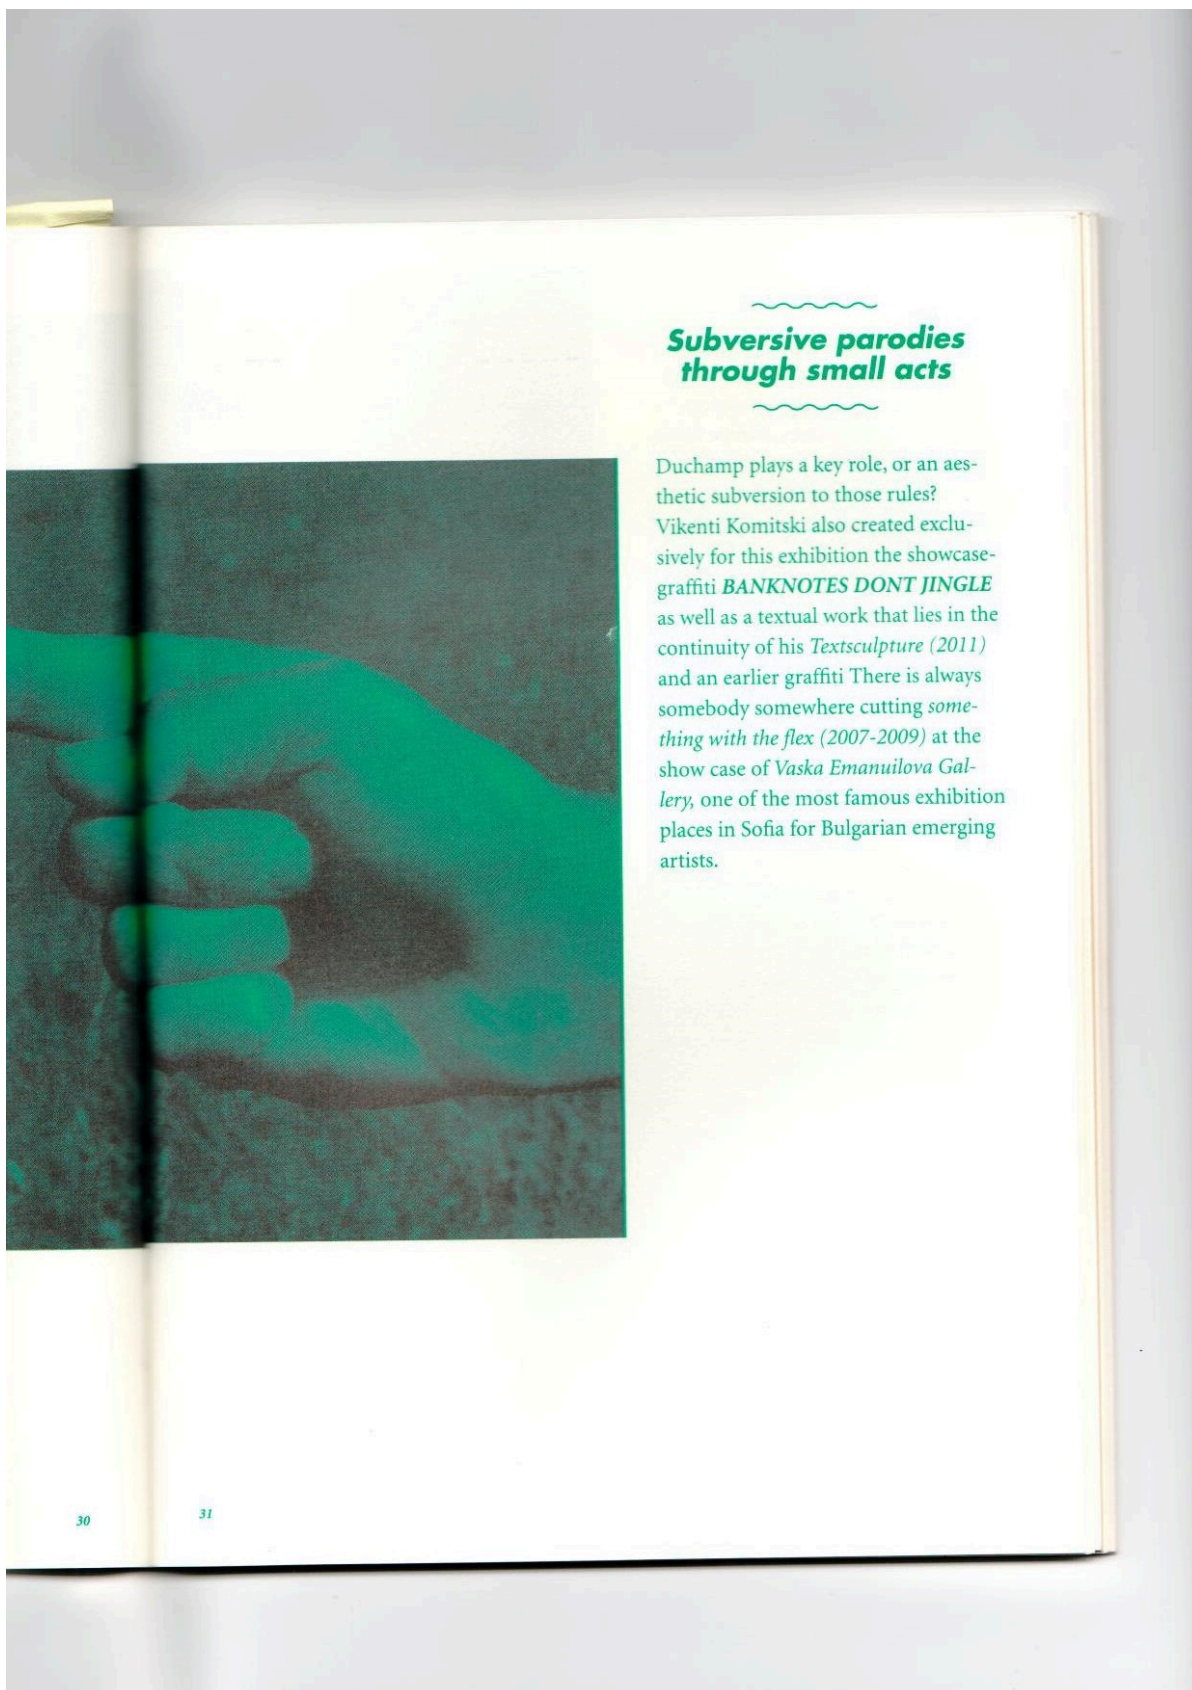 Subversive parodies
through small acts
Duchamp plays a key role, or an aes-
thetic subversion to those rules?
Vikenti Komitski also created exclu-
sively for this exhibition the showcase-
graffiti BANKNOTES DONT JINGLE
as well as a textual work that lies in the
continuity of his Textsculpture (2011)
and an earlier graffiti There is always
somebody somewhere cutting some-
thing with the flex (2007-2009) at the
show case of Vaska Emanuilova Gal-
lery, one of the most famous exhibition
places in Sofia for Bulgarian emerging
artists.
30
31